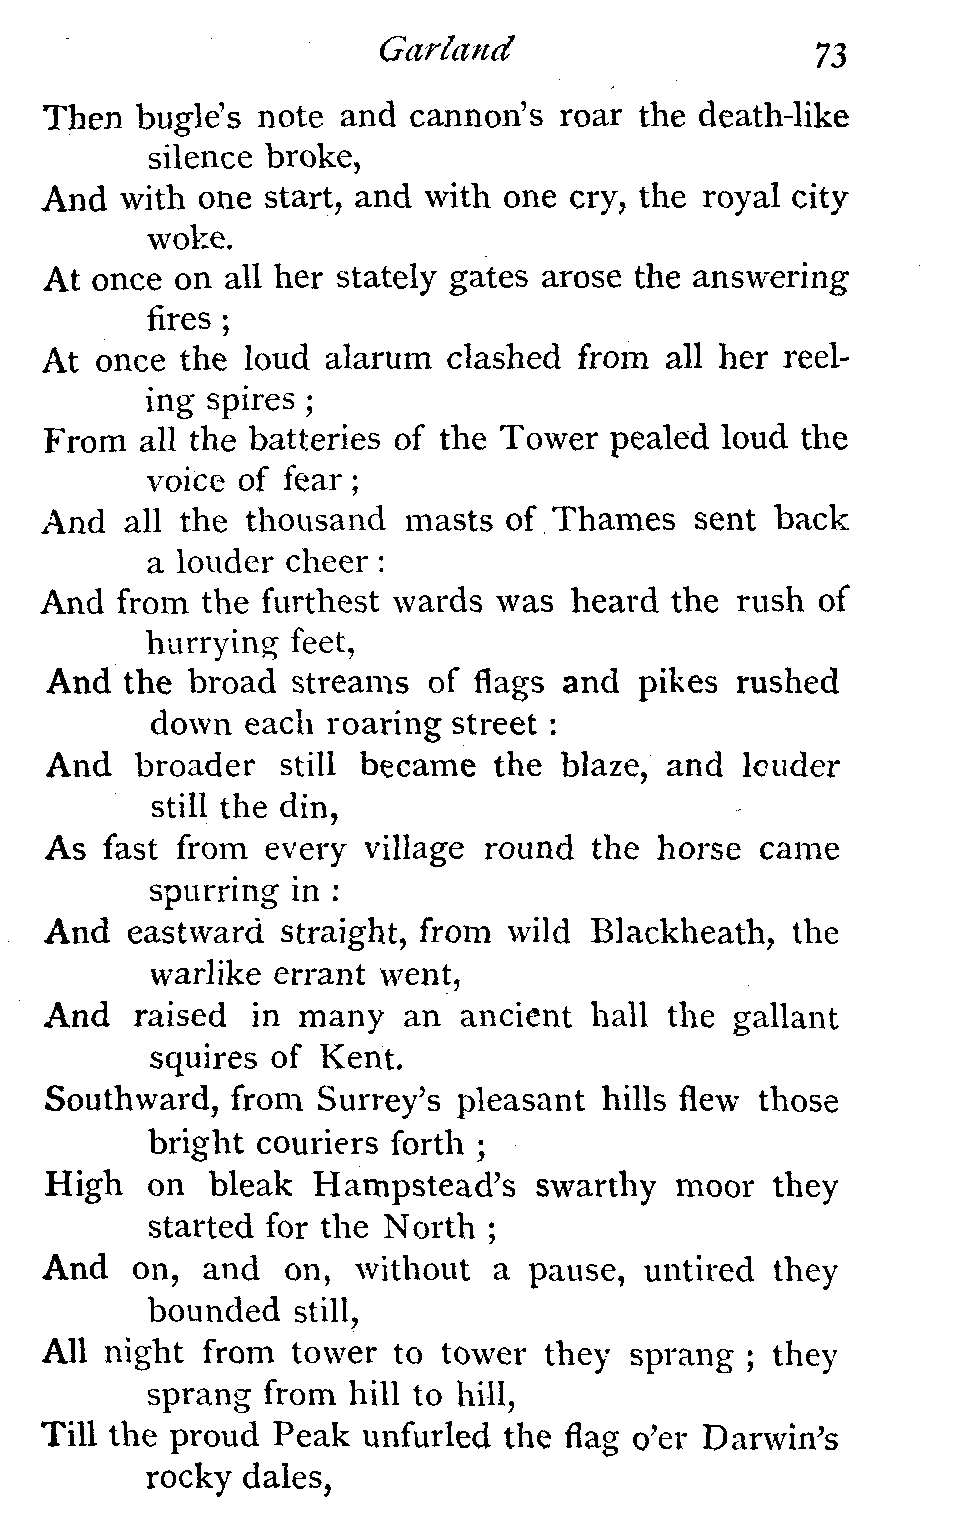 Garland 73
Then bugle's note and cannon's roar the death-like
silence broke,
And with one start, and with one cry, the royal city
woke.
At once on all her stately gates arose the answering
fires ;
At once the loud alarum clashed from all her reel-
ing spires ;
From all the batteries of the Tower pealed loud the
voice of fear ;
And all the thousand masts of Thames sent back
a louder cheer :
And from the furthest wards was heard the rush of
hurrying feet,
And the broad streams of flags and pikes rushed
down each roaring street :
And broader still became the blaze, and louder
still the din,
As fast from every village round the horse came
spurring in :
And eastward straight, from wild Blackheath, the
warlike errant went,
And raised in many an ancient hall the gallant
squires of Kent.
Southward, from Surrey's pleasant hills flew those
bright couriers forth ;
High on bleak Hampstead's swarthy moor they
started for the North ;
And on, and on, without a pause, untired they
bounded still,
All night from tower to tower they sprang ; they
sprang from hill to hill,
Till the proud Peak unfurled the flag o'er Darwin's
rocky dales,